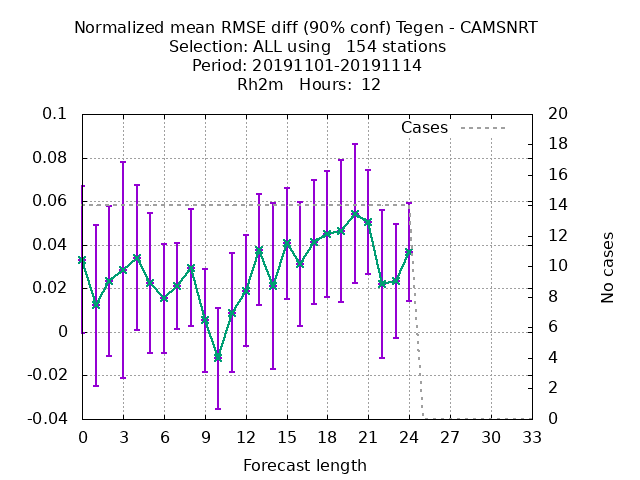 Normalized mean RMSE diff (90% conf) Tegen - CAMSNRT
Selection: ALL using   154 stations
Period: 20191101-20191114
Rh2m   Hours:  12
0.1
0.08
0.06
0.04
0.02
0
-0.02
-0.04
Cases
20
18
16
14
12
10
8
6
4
2
0
No cases
0 3 6 9 12 15 18 21 24 27 30 33
Forecast length